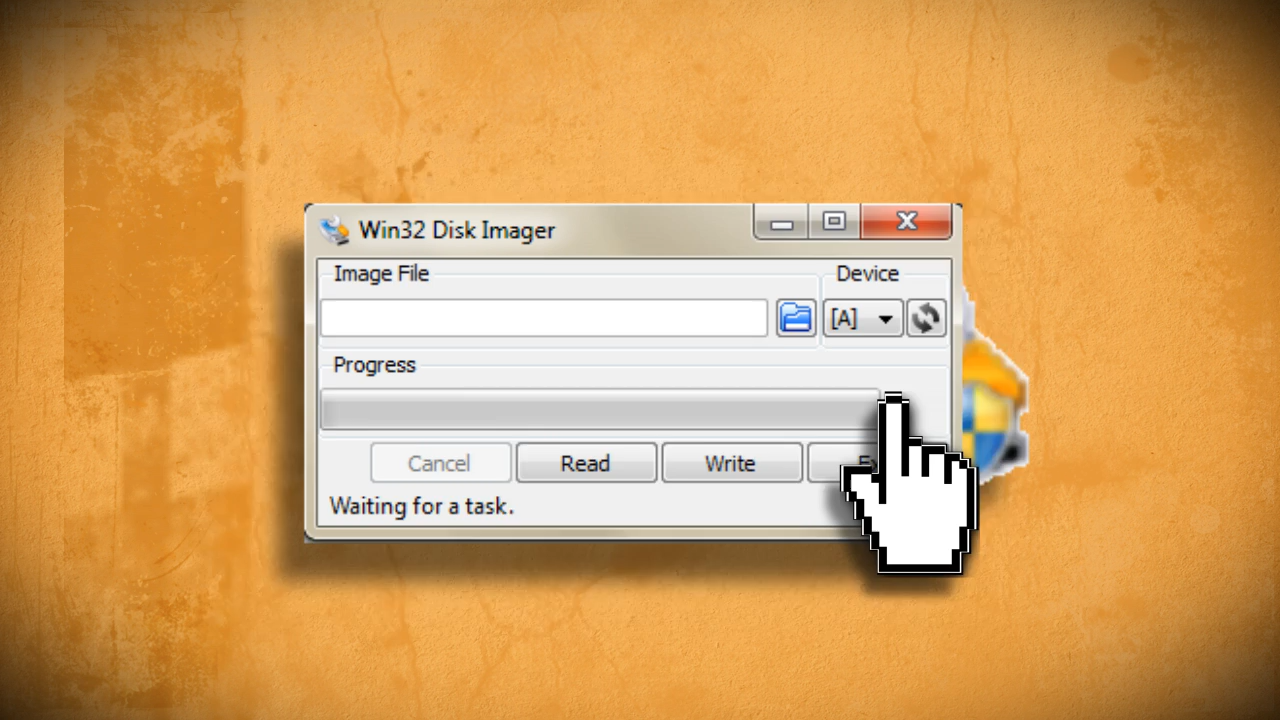 Win32 Disk Imager
Image File
Device
[A]
Progress
Cancel
Read
Write
Waiting for a task.